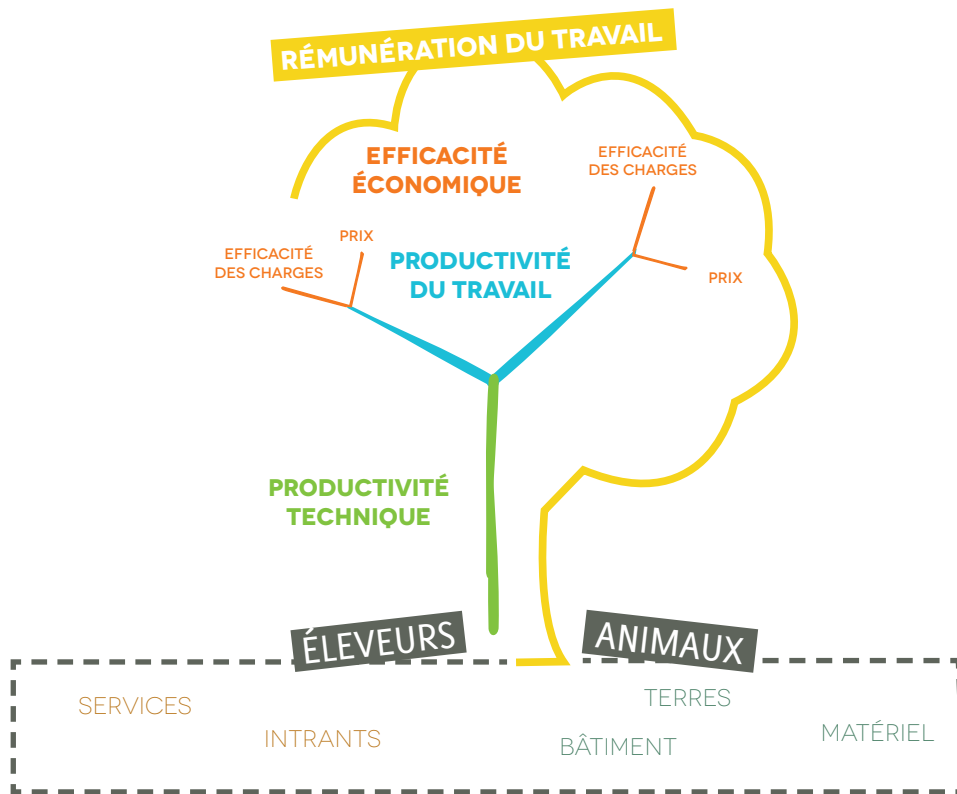 RÉMUNÉRATION DU TRAVAIL
EFFICACITÉ
ÉCONOMIQUE
EFFICACITÉ
DES CHARGES
PRIX
EFFICACITÉ
DES CHARGES
PRODUCTIVITÉ
DU TRAVAIL
PRIX
PRODUCTIVITÉ
TECHNIQUE
ÉLEVEURS
ANIMAUX
SERVICES
INTRANTS
TERRES
BÂTIMENT
MATÉRIEL